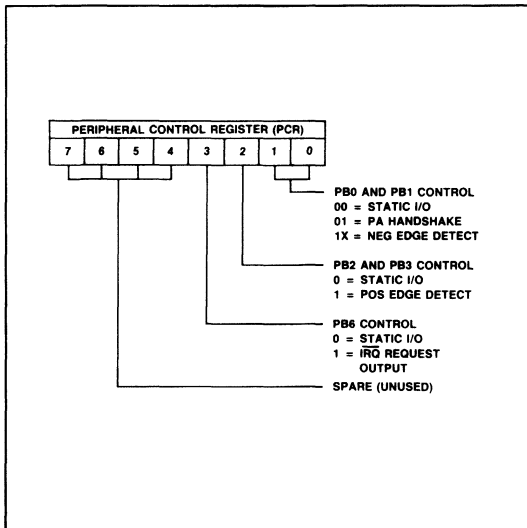 PERIPHERAL CONTROL REGISTER (PCR)
7 6 5 4 3 2 1 0
PB0 AND PB1 CONTROL
00 = STATIC I/O
01 = PA HANDSHAKE
1X = NEG EDGE DETECT
PB2 AND PB3 CONTROL
0 = STATIC I/O
1 = POS EDGE DETECT
PB6 CONTROL
0 = STATIC I/O
1 = I̅R̅Q̅ REQUEST
OUTPUT
SPARE (UNUSED)